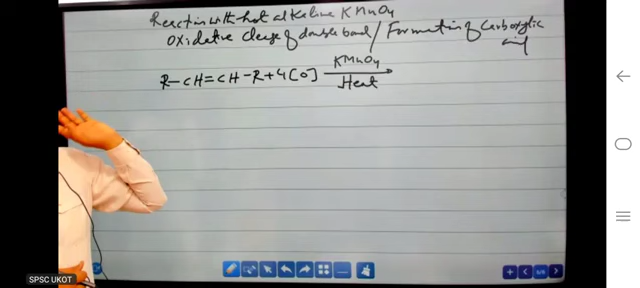 Reaction with hot alkaline KMnO4
Oxidative cleage of double bond / Formation of Carboxylic
acid
R-CH=CH-R+4[O] KMnO4
Heat
SPSC UKOT